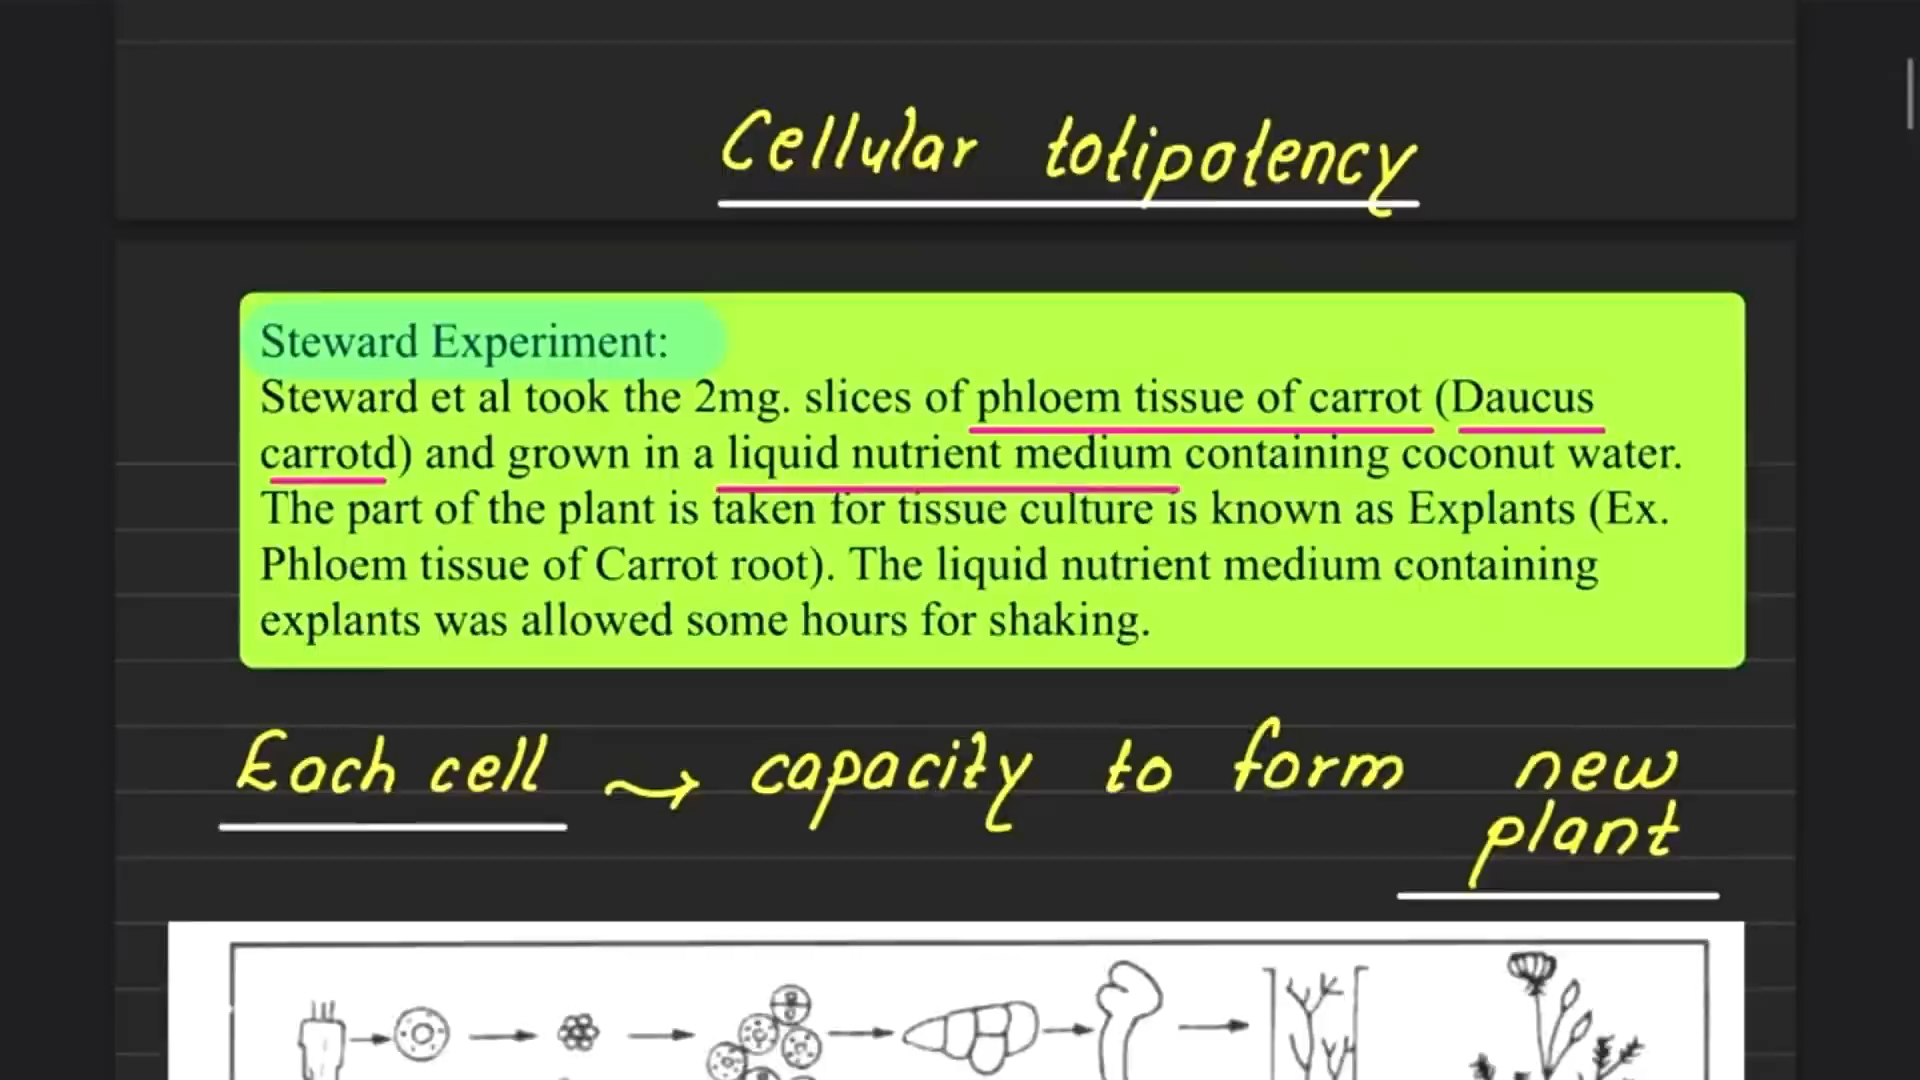 Cellular totipotency
Steward Experiment:
Steward et al took the 2mg. slices of phloem tissue of carrot (Daucus
carrotd) and grown in a liquid nutrient medium containing coconut water.
The part of the plant is taken for tissue culture is known as Explants (Ex.
Phloem tissue of Carrot root). The liquid nutrient medium containing
explants was allowed some hours for shaking.
Each cell → capacity to form new
plant